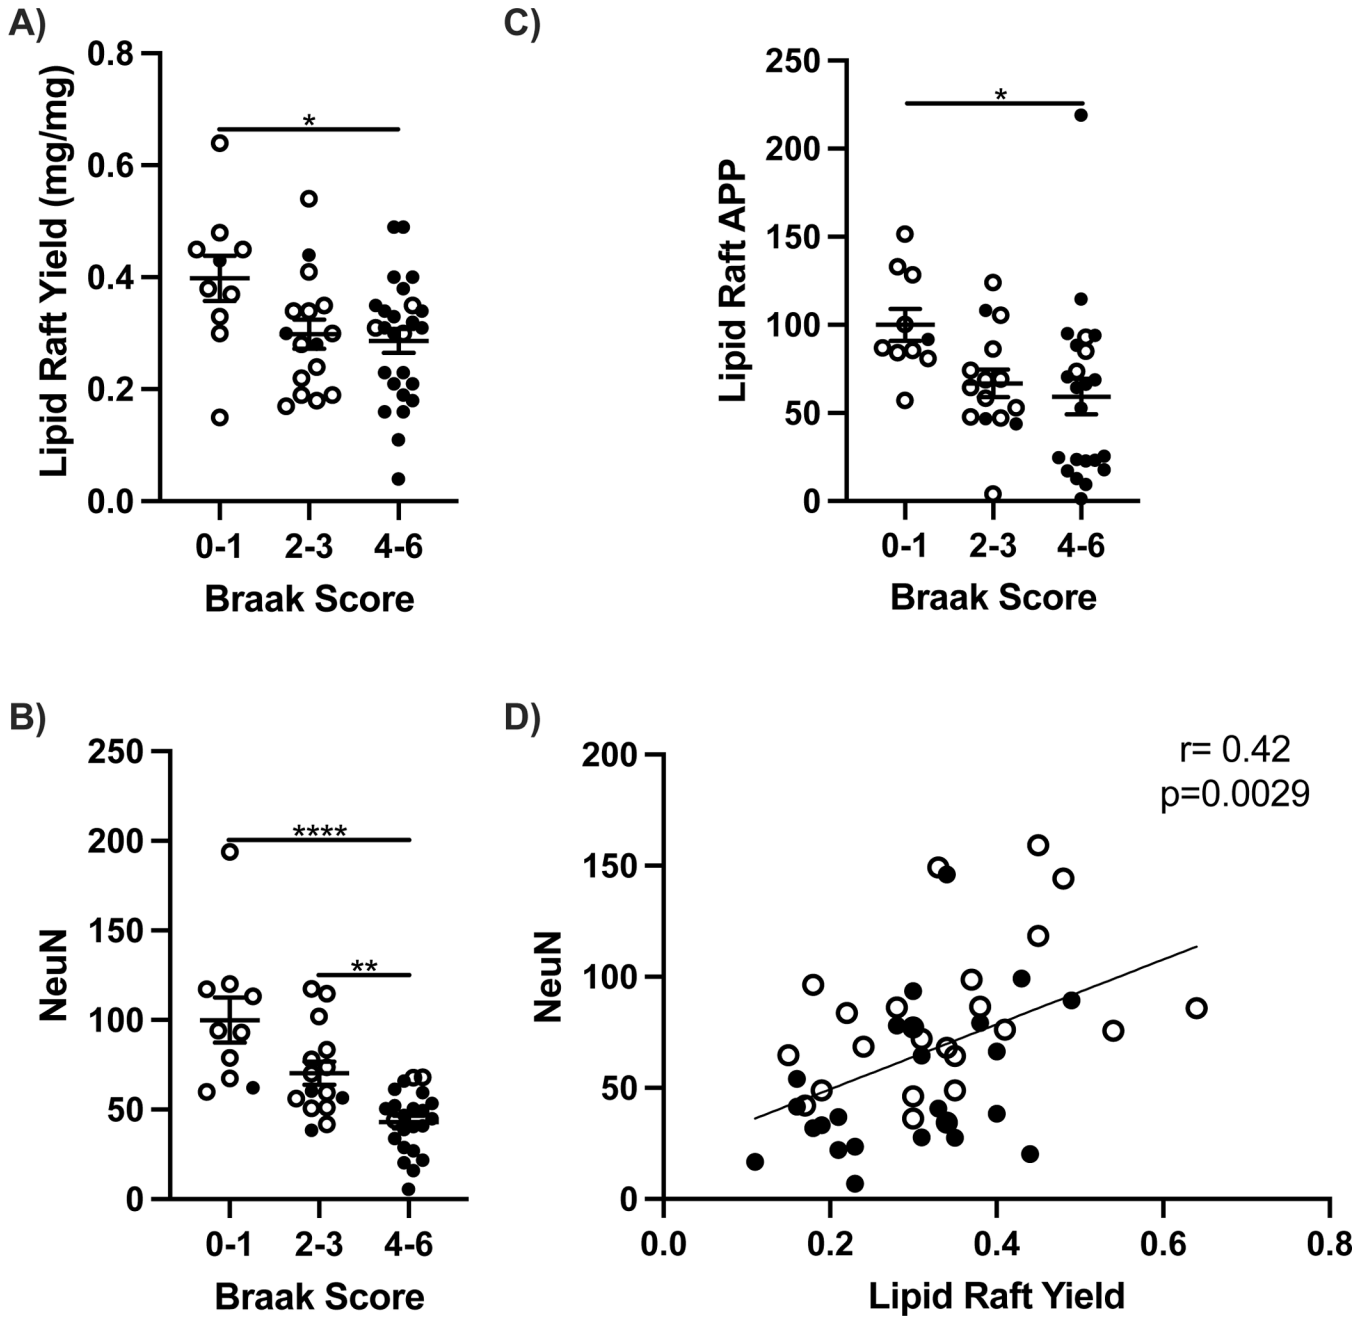 A)
Lipid Raft Yield (mg/mg)
0.8
0.6
0.4
0.2
0.0
*
0-1 2-3 4-6
Braak Score
C)
Lipid Raft APP
250
200
150
100
50
0
*
0-1 2-3 4-6
Braak Score
B)
NeuN
250
200
150
100
50
0
****
**
0-1 2-3 4-6
Braak Score
D)
NeuN
200
150
100
50
0
r= 0.42
p=0.0029
0.0 0.2 0.4 0.6 0.8
Lipid Raft Yield